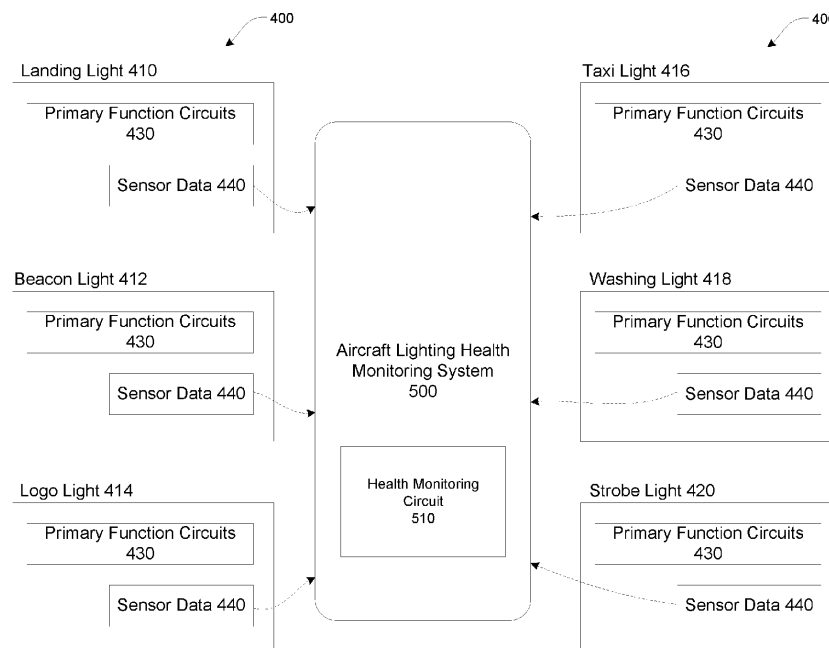 400
Landing Light 410
Primary Function Circuits
430
Sensor Data 440
Beacon Light 412
Primary Function Circuits
430
Sensor Data 440
Logo Light 414
Primary Function Circuits
430
Sensor Data 440
Aircraft Lighting Health
Monitoring System
500
Health Monitoring
Circuit
510
40
Taxi Light 416
Primary Function Circuits
430
Sensor Data 440
Washing Light 418
Primary Function Circuits
430
Sensor Data 440
Strobe Light 420
Primary Function Circuits
430
Sensor Data 440